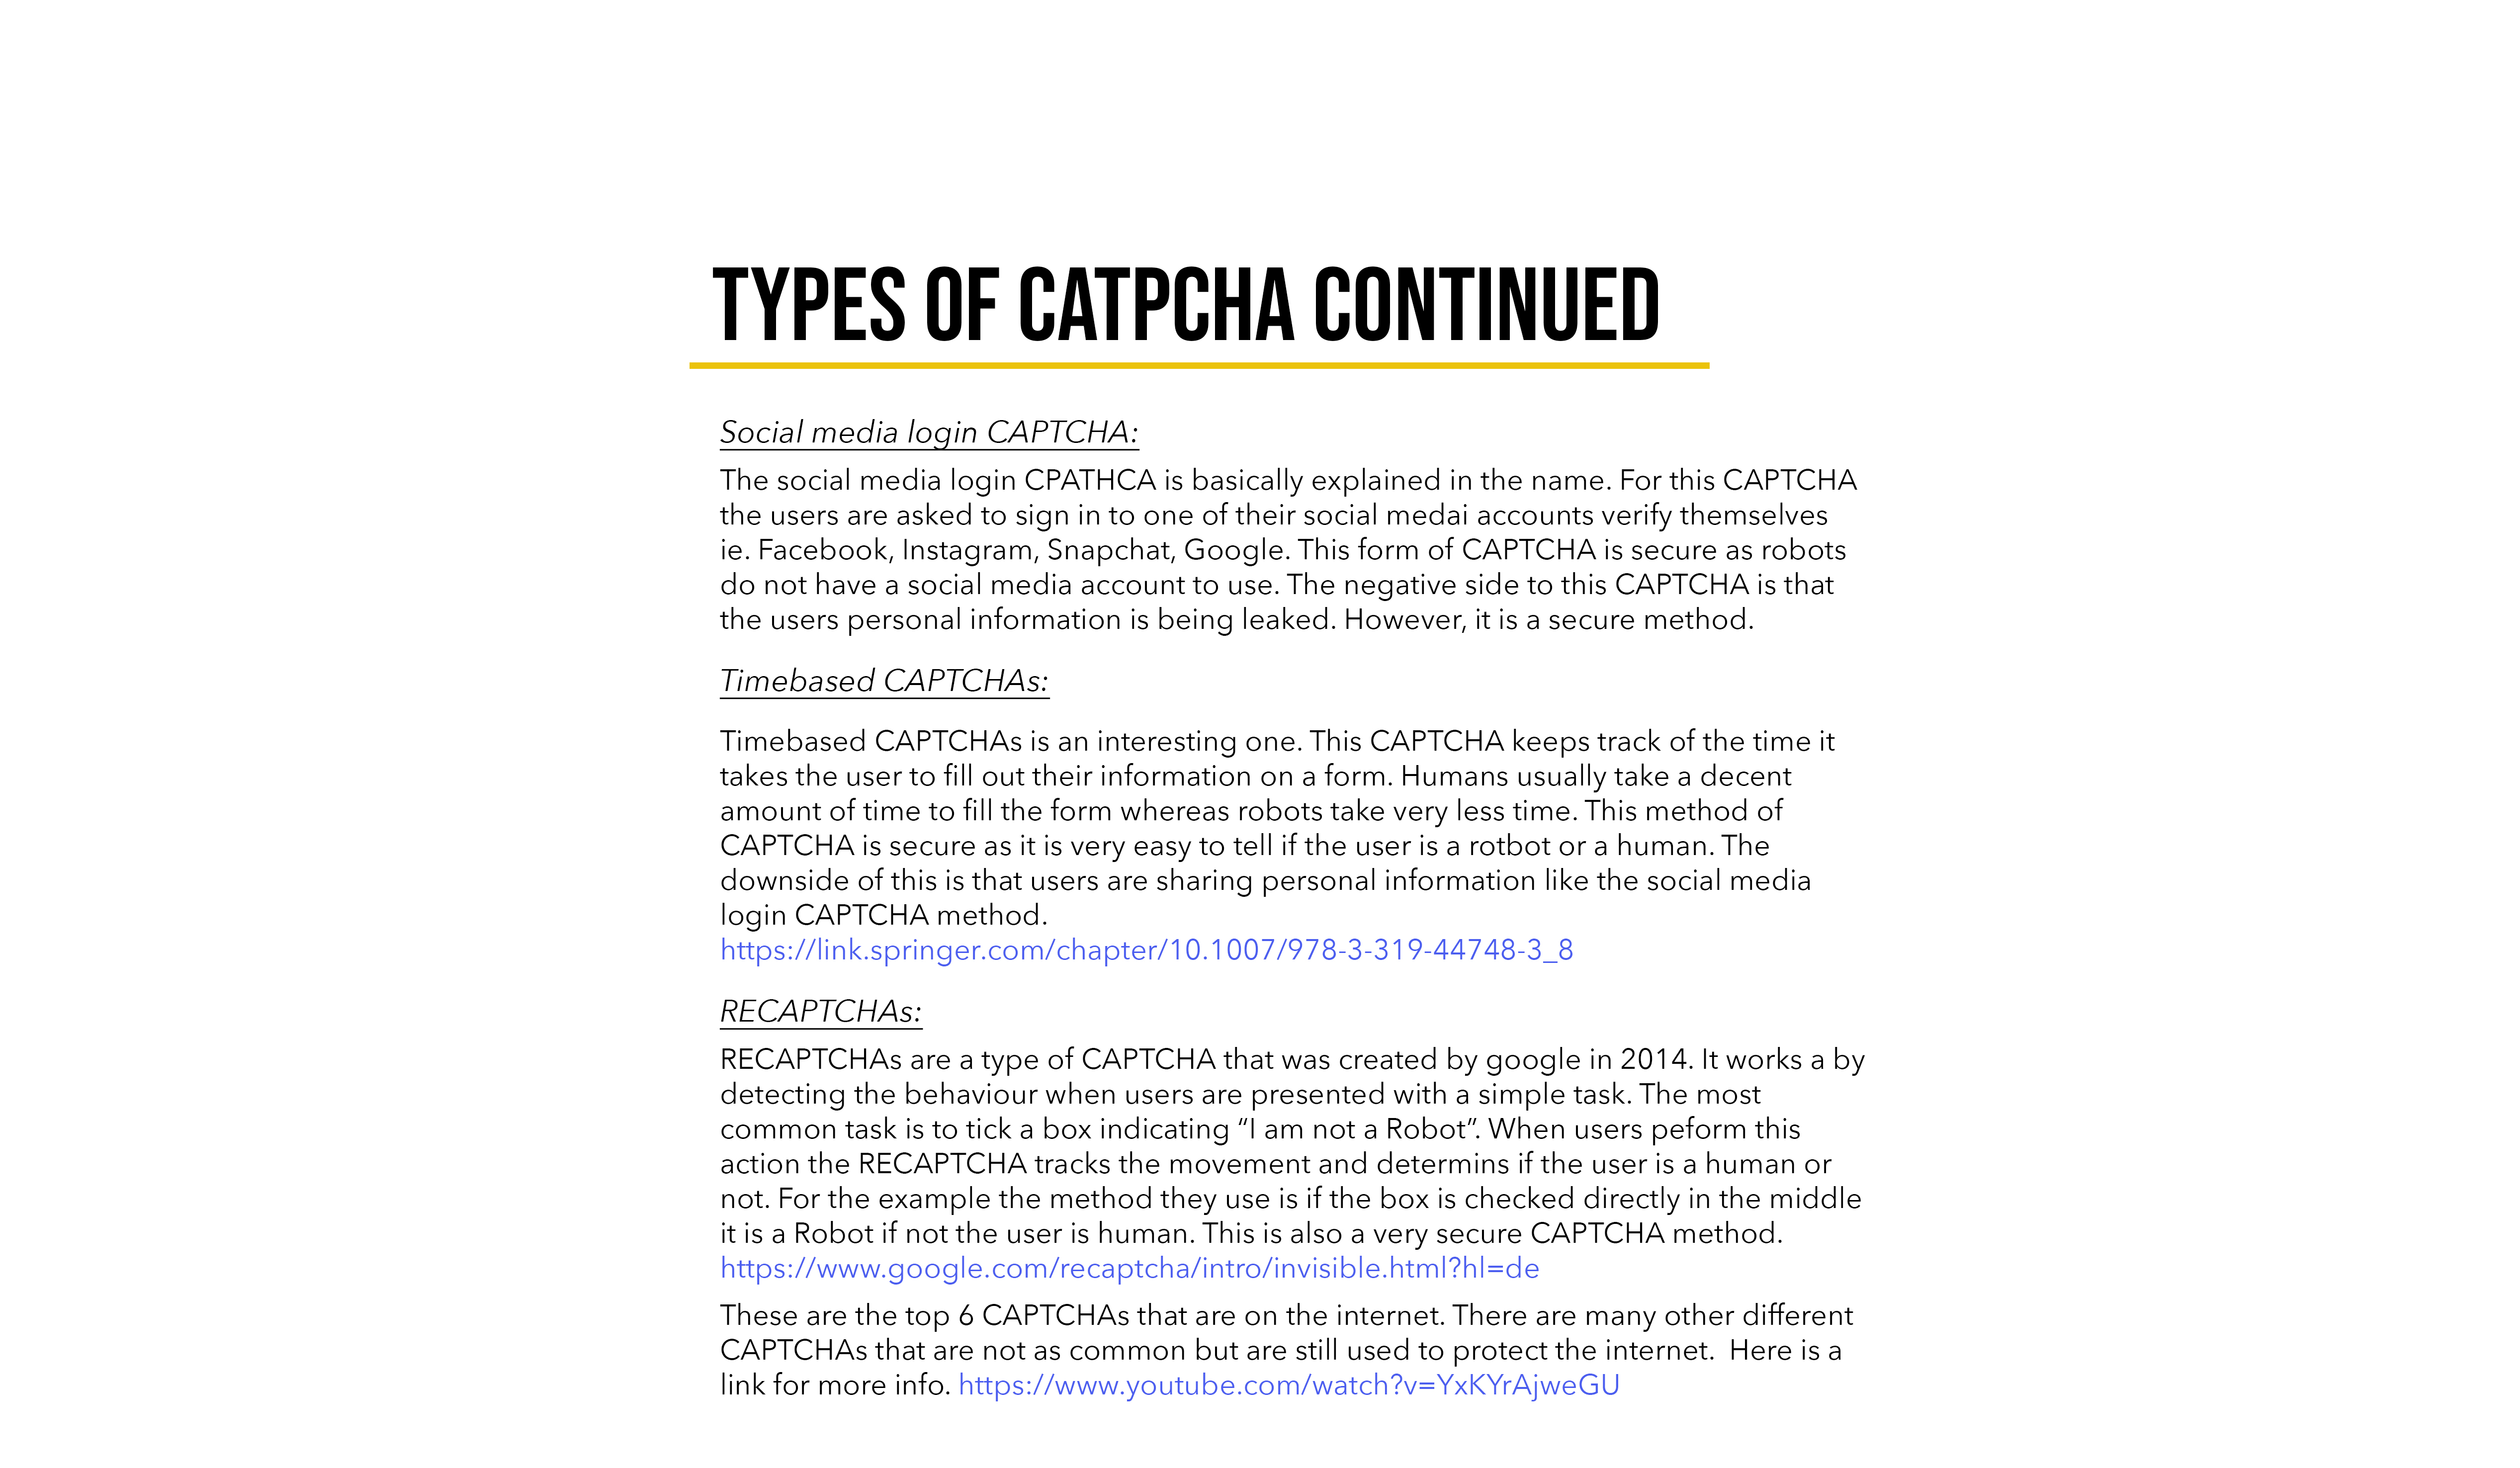 TYPES OF CATPCHA CONTINUED
Social media login CAPTCHA:
The social media login CPATHCA is basically explained in the name. For this CAPTCHA
the users are asked to sign in to one of their social medai accounts verify themselves
ie. Facebook, Instagram, Snapchat, Google. This form of CAPTCHA is secure as robots
do not have a social media account to use. The negative side to this CAPTCHA is that
the users personal information is being leaked. However, it is a secure method.
Timebased CAPTCHAs:
Timebased CAPTCHAs is an interesting one. This CAPTCHA keeps track of the time it
takes the user to fill out their information on a form. Humans usually take a decent
amount of time to fill the form whereas robots take very less time. This method of
CAPTCHA is secure as it is very easy to tell if the user is a rotbot or a human. The
downside of this is that users are sharing personal information like the social media
login CAPTCHA method.
https://link.springer.com/chapter/10.1007/978-3-319-44748-3_8
RECAPTCHAs:
RECAPTCHAs are a type of CAPTCHA that was created by google in 2014. It works a by
detecting the behaviour when users are presented with a simple task. The most
common task is to tick a box indicating “I am not a Robot”. When users peform this
action the RECAPTCHA tracks the movement and determins if the user is a human or
not. For the example the method they use is if the box is checked directly in the middle
it is a Robot if not the user is human. This is also a very secure CAPTCHA method.
https://www.google.com/recaptcha/intro/invisible.html?hl=de
These are the top 6 CAPTCHAs that are on the internet. There are many other different
CAPTCHAs that are not as common but are still used to protect the internet.  Here is a
link for more info. https://www.youtube.com/watch?v=YxKYrAjweGU